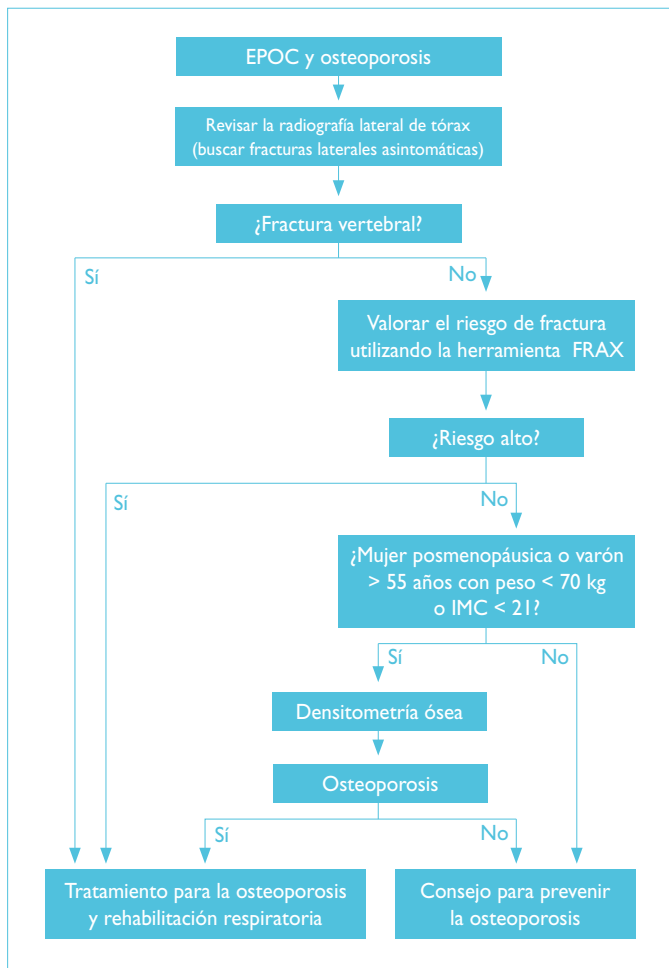 EPOC y osteoporosis
Revisar la radiografía lateral de tórax
(buscar fracturas laterales asintomáticas)
¿Fractura vertebral?
Sí
No
Valorar el riesgo de fractura
utilizando la herramienta FRAX
¿Riesgo alto?
Sí
No
¿Mujer posmenopáusica o varón
> 55 años con peso < 70 kg
o IMC < 21?
Sí
No
Densitometría ósea
Osteoporosis
Sí
No
Tratamiento para la osteoporosis
y rehabilitación respiratoria
Consejo para prevenir
la osteoporosis